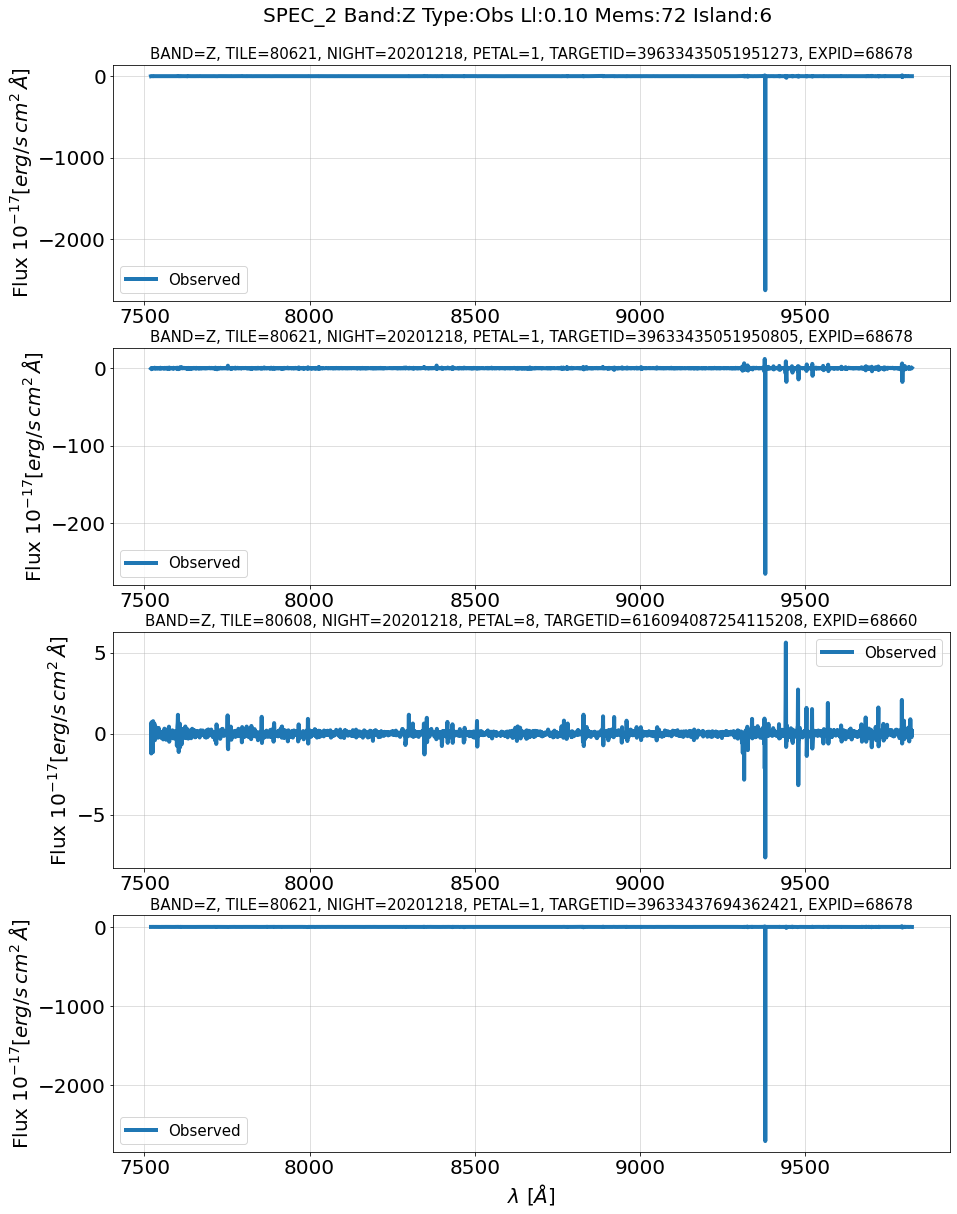 SPEC_2 Band:Z Type:Obs Ll:0.10 Mems:72 Island:6
BAND=Z, TILE=80621, NIGHT=20201218, PETAL=1, TARGETID=39633435051951273, EXPID=68678
Flux 10^{-17}[erg/s cm^2 Å]
0
−1000
−2000
Observed
7500 8000 8500 9000 9500
BAND=Z, TILE=80621, NIGHT=20201218, PETAL=1, TARGETID=39633435051950805, EXPID=68678
Flux 10^{-17}[erg/s cm^2 Å]
0
−100
−200
Observed
7500 8000 8500 9000 9500
BAND=Z, TILE=80608, NIGHT=20201218, PETAL=8, TARGETID=616094087254115208, EXPID=68660
Flux 10^{-17}[erg/s cm^2 Å]
5
0
−5
Observed
7500 8000 8500 9000 9500
BAND=Z, TILE=80621, NIGHT=20201218, PETAL=1, TARGETID=39633437694362421, EXPID=68678
Flux 10^{-17}[erg/s cm^2 Å]
0
−1000
−2000
Observed
7500 8000 8500 9000 9500
λ [Å]